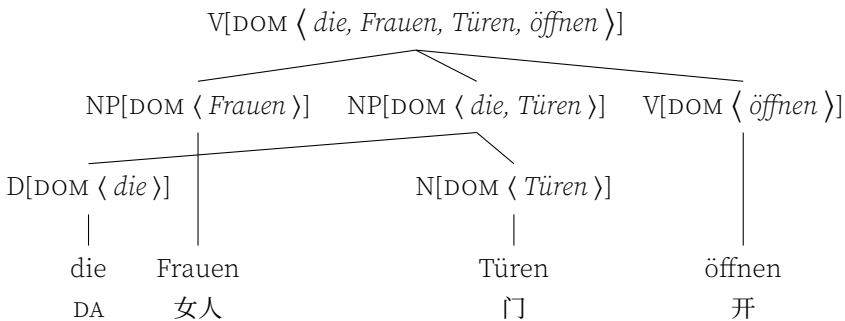 V[DOM ⟨ die, Frauen, Türen, öffnen ⟩]
NP[DOM ⟨ Frauen ⟩] NP[DOM ⟨ die, Türen ⟩] V[DOM ⟨ öffnen ⟩]
D[DOM ⟨ die ⟩] N[DOM ⟨ Türen ⟩]
die Frauen Türen öffnen
DA 女人 门 开